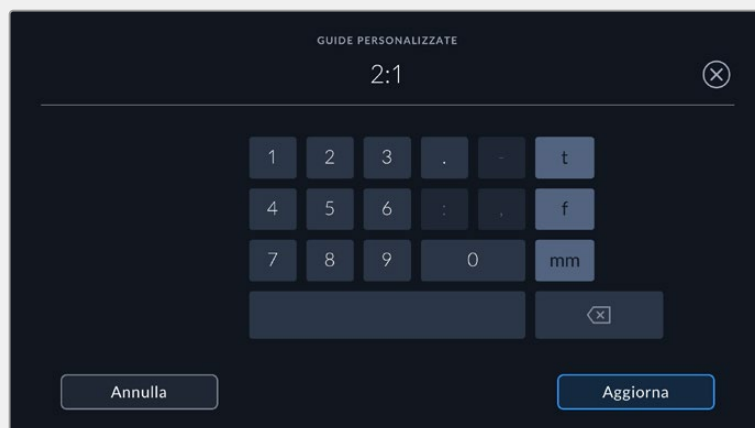 GUIDE PERSONALIZZATE
2:1
1 2 3 . - t
4 5 6 : , f
7 8 9 0 mm
Annulla Aggiorna